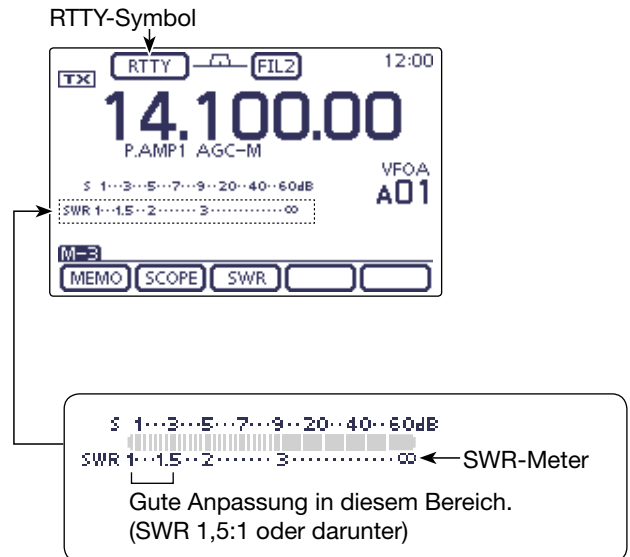 RTTY-Symbol
RTTY FIL2 12:00
TX
14.100.00
P.AMP1 AGC-M
VFOA
A01
S 1···3···5···7···9··20··40··60dB
SWR 1···1.5··2······· 3············∞
M-3
MEMO SCOPE SWR
S 1···3···5···7···9··20··40··60dB
SWR 1···1.5··2······· 3············∞
SWR-Meter
Gute Anpassung in diesem Bereich.
(SWR 1,5:1 oder darunter)